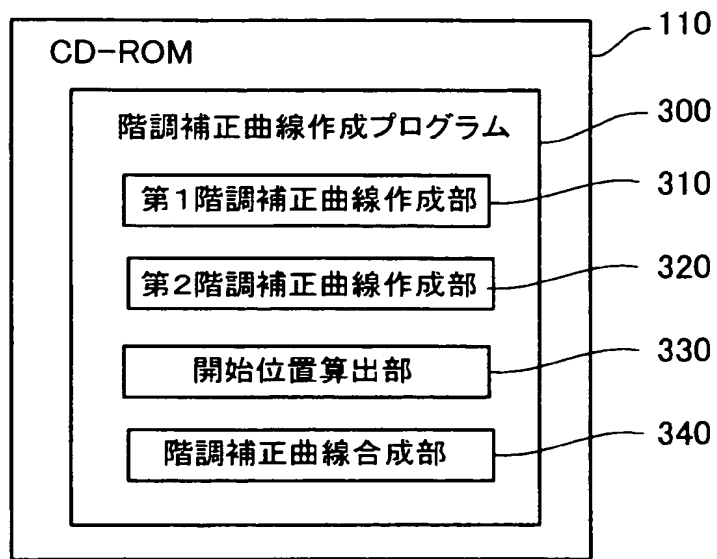 110
CD-ROM
300
階調補正曲線作成プログラム
310
第1階調補正曲線作成部
320
第2階調補正曲線作成部
330
開始位置算出部
340
階調補正曲線合成部